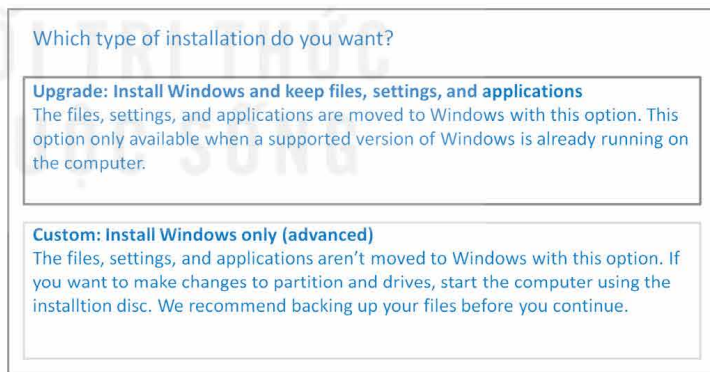 Which type of installation do you want?
Upgrade: Install Windows and keep files, settings, and applications
The files, settings, and applications are moved to Windows with this option. This
option only available when a supported version of Windows is already running on
the computer.
Custom: Install Windows only (advanced)
The files, settings, and applications aren’t moved to Windows with this option. If
you want to make changes to partition and drives, start the computer using the
installtion disc. We recommend backing up your files before you continue.